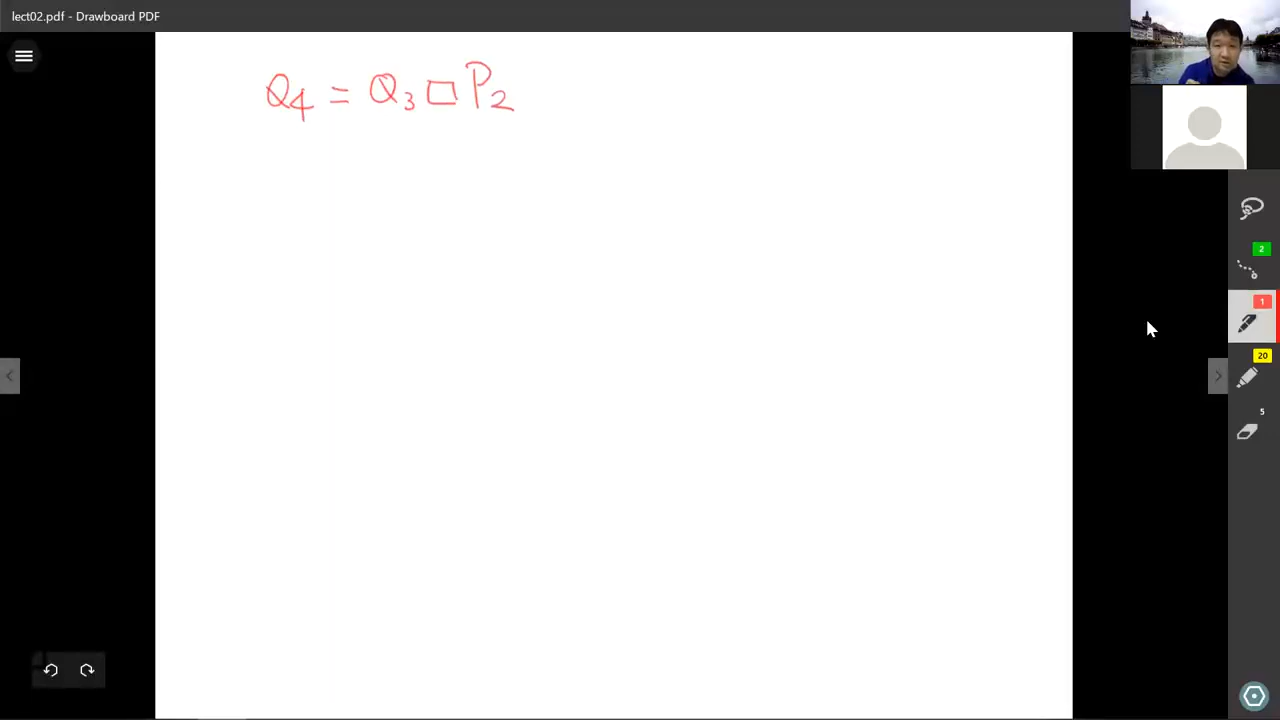 lect02.pdf - Drawboard PDF
Q₄ = Q₃ □ P₂
2
1
20
5